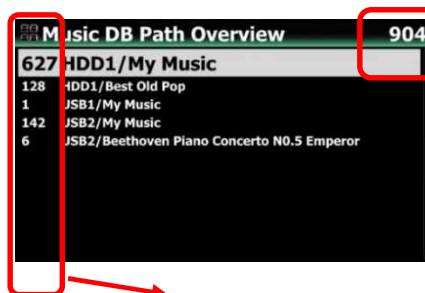 Music DB Path Overview 904
627 HDD1/My Music
128 HDD1/Best Old Pop
1 USB1/My Music
142 USB2/My Music
6 USB2/Beethoven Piano Concerto N0.5 Emperor